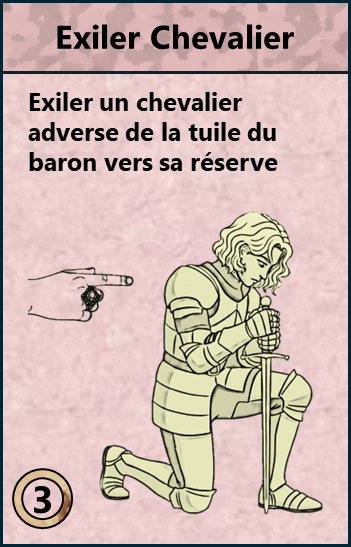 Exiler Chevalier
Exiler un chevalier
adverse de la tuile du
baron vers sa réserve
3